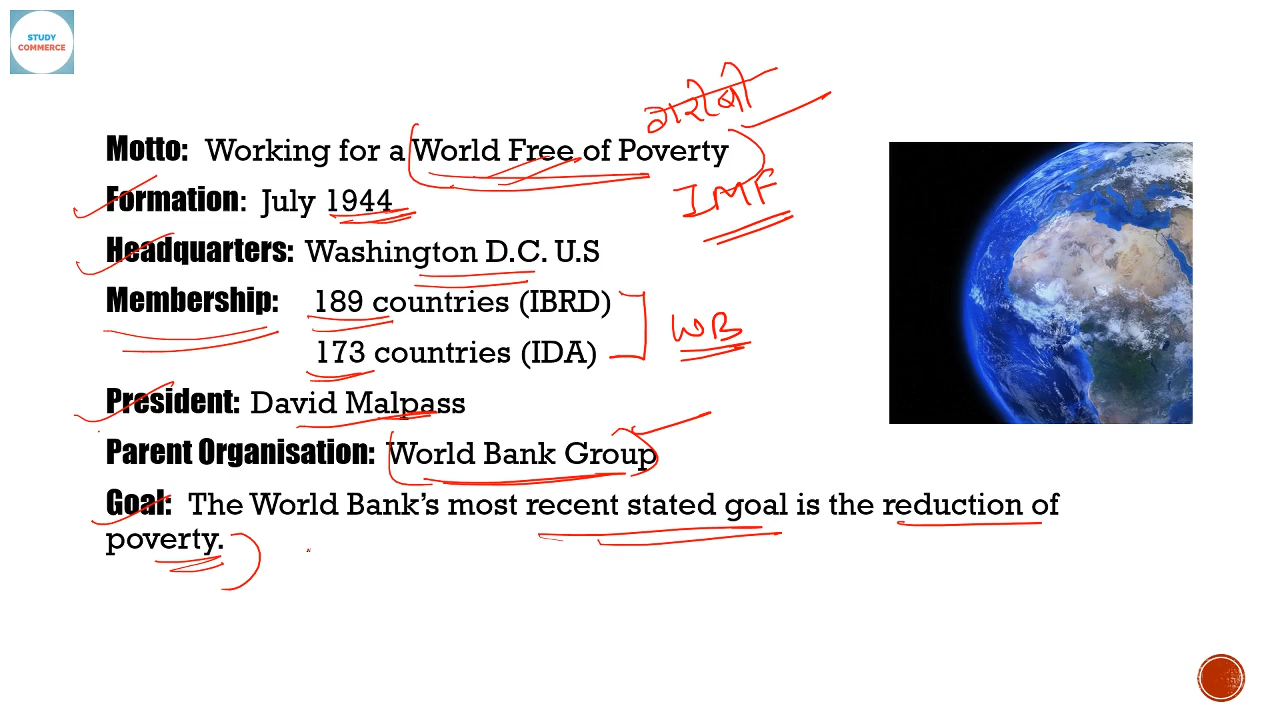 STUDY
COMMERCE
गरीबी
Motto: Working for a World Free of Poverty
IMF
Formation: July 1944
Headquarters: Washington D.C. U.S
Membership: 189 countries (IBRD)
WB
173 countries (IDA)
President: David Malpass
Parent Organisation: World Bank Group
Goal: The World Bank’s most recent stated goal is the reduction of
poverty.